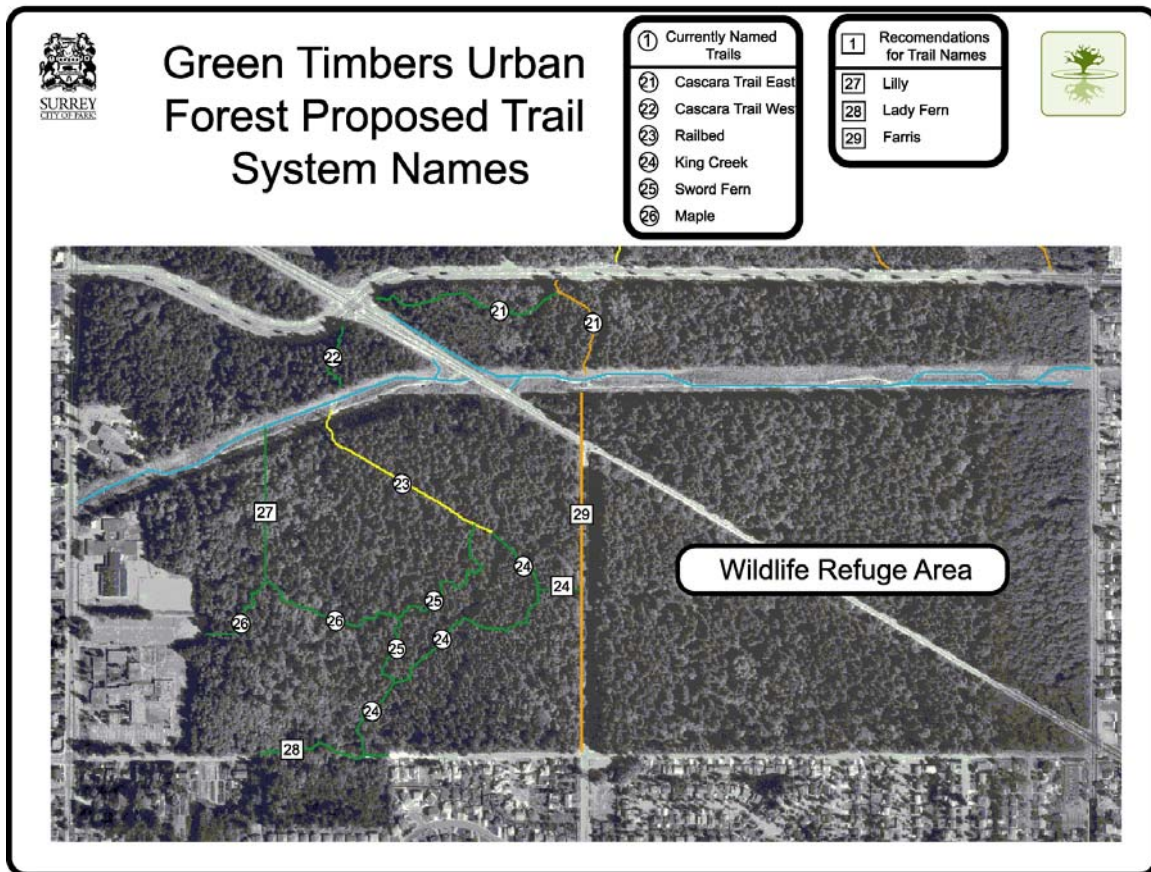 SURREY
CITY OF PARK
Green Timbers Urban
Forest Proposed Trail
System Names
1 Currently Named
Trails
21 Cascara Trail East
22 Cascara Trail Wes
23 Railbed
24 King Creek
25 Sword Fern
26 Maple
1 Recomendations
for Trail Names
27 Lilly
28 Lady Fern
29 Farris
21
21
22
23
27
29
24
24
Wildlife Refuge Area
25
26
26
24
25
24
28